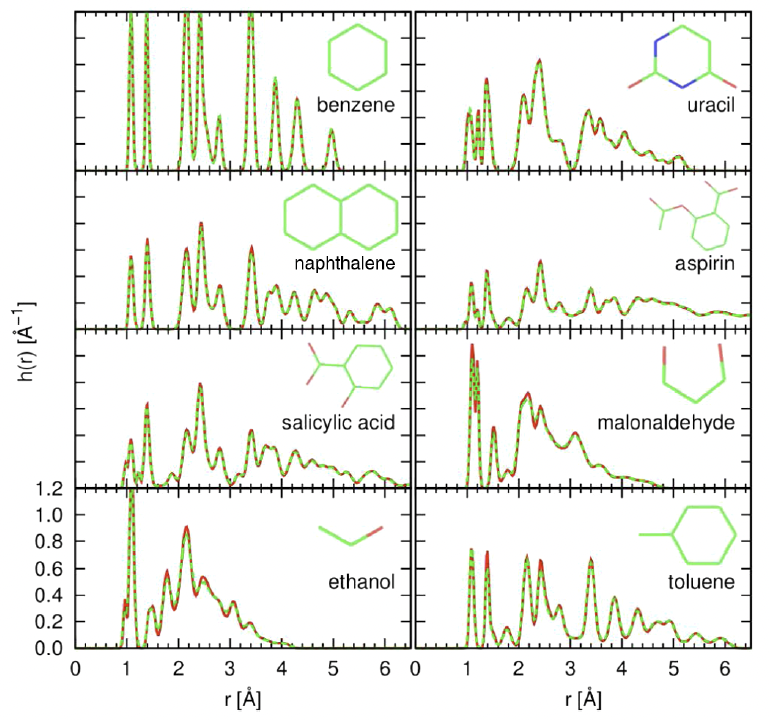 benzene
uracil
naphthalene
aspirin
h(r) [Å⁻¹]
salicylic acid
malonaldehyde
1.2
1.0
0.8
0.6
0.4
0.2
0.0
ethanol
toluene
0 1 2 3 4 5 6
0 1 2 3 4 5 6
r [Å]
r [Å]